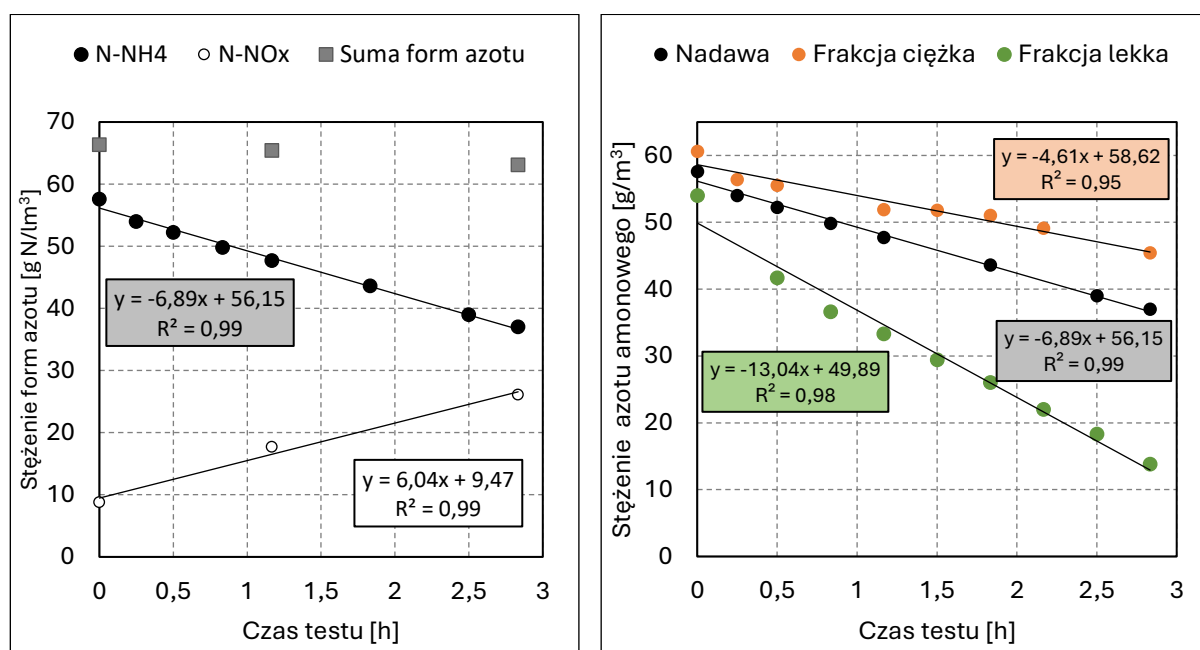 N-NH4 N-NOx Suma form azotu
Stężenie form azotu [g N/lm³]
70
60
50
40
30
20
10
0
y = -6,89x + 56,15
R² = 0,99
y = 6,04x + 9,47
R² = 0,99
0 0,5 1 1,5 2 2,5 3
Czas testu [h]
Nadawa Frakcja ciężka Frakcja lekka
Stężenie azotu amonowego [g/m³]
60
50
40
30
20
10
0
y = -4,61x + 58,62
R² = 0,95
y = -6,89x + 56,15
R² = 0,99
y = -13,04x + 49,89
R² = 0,98
0 0,5 1 1,5 2 2,5 3
Czas testu [h]